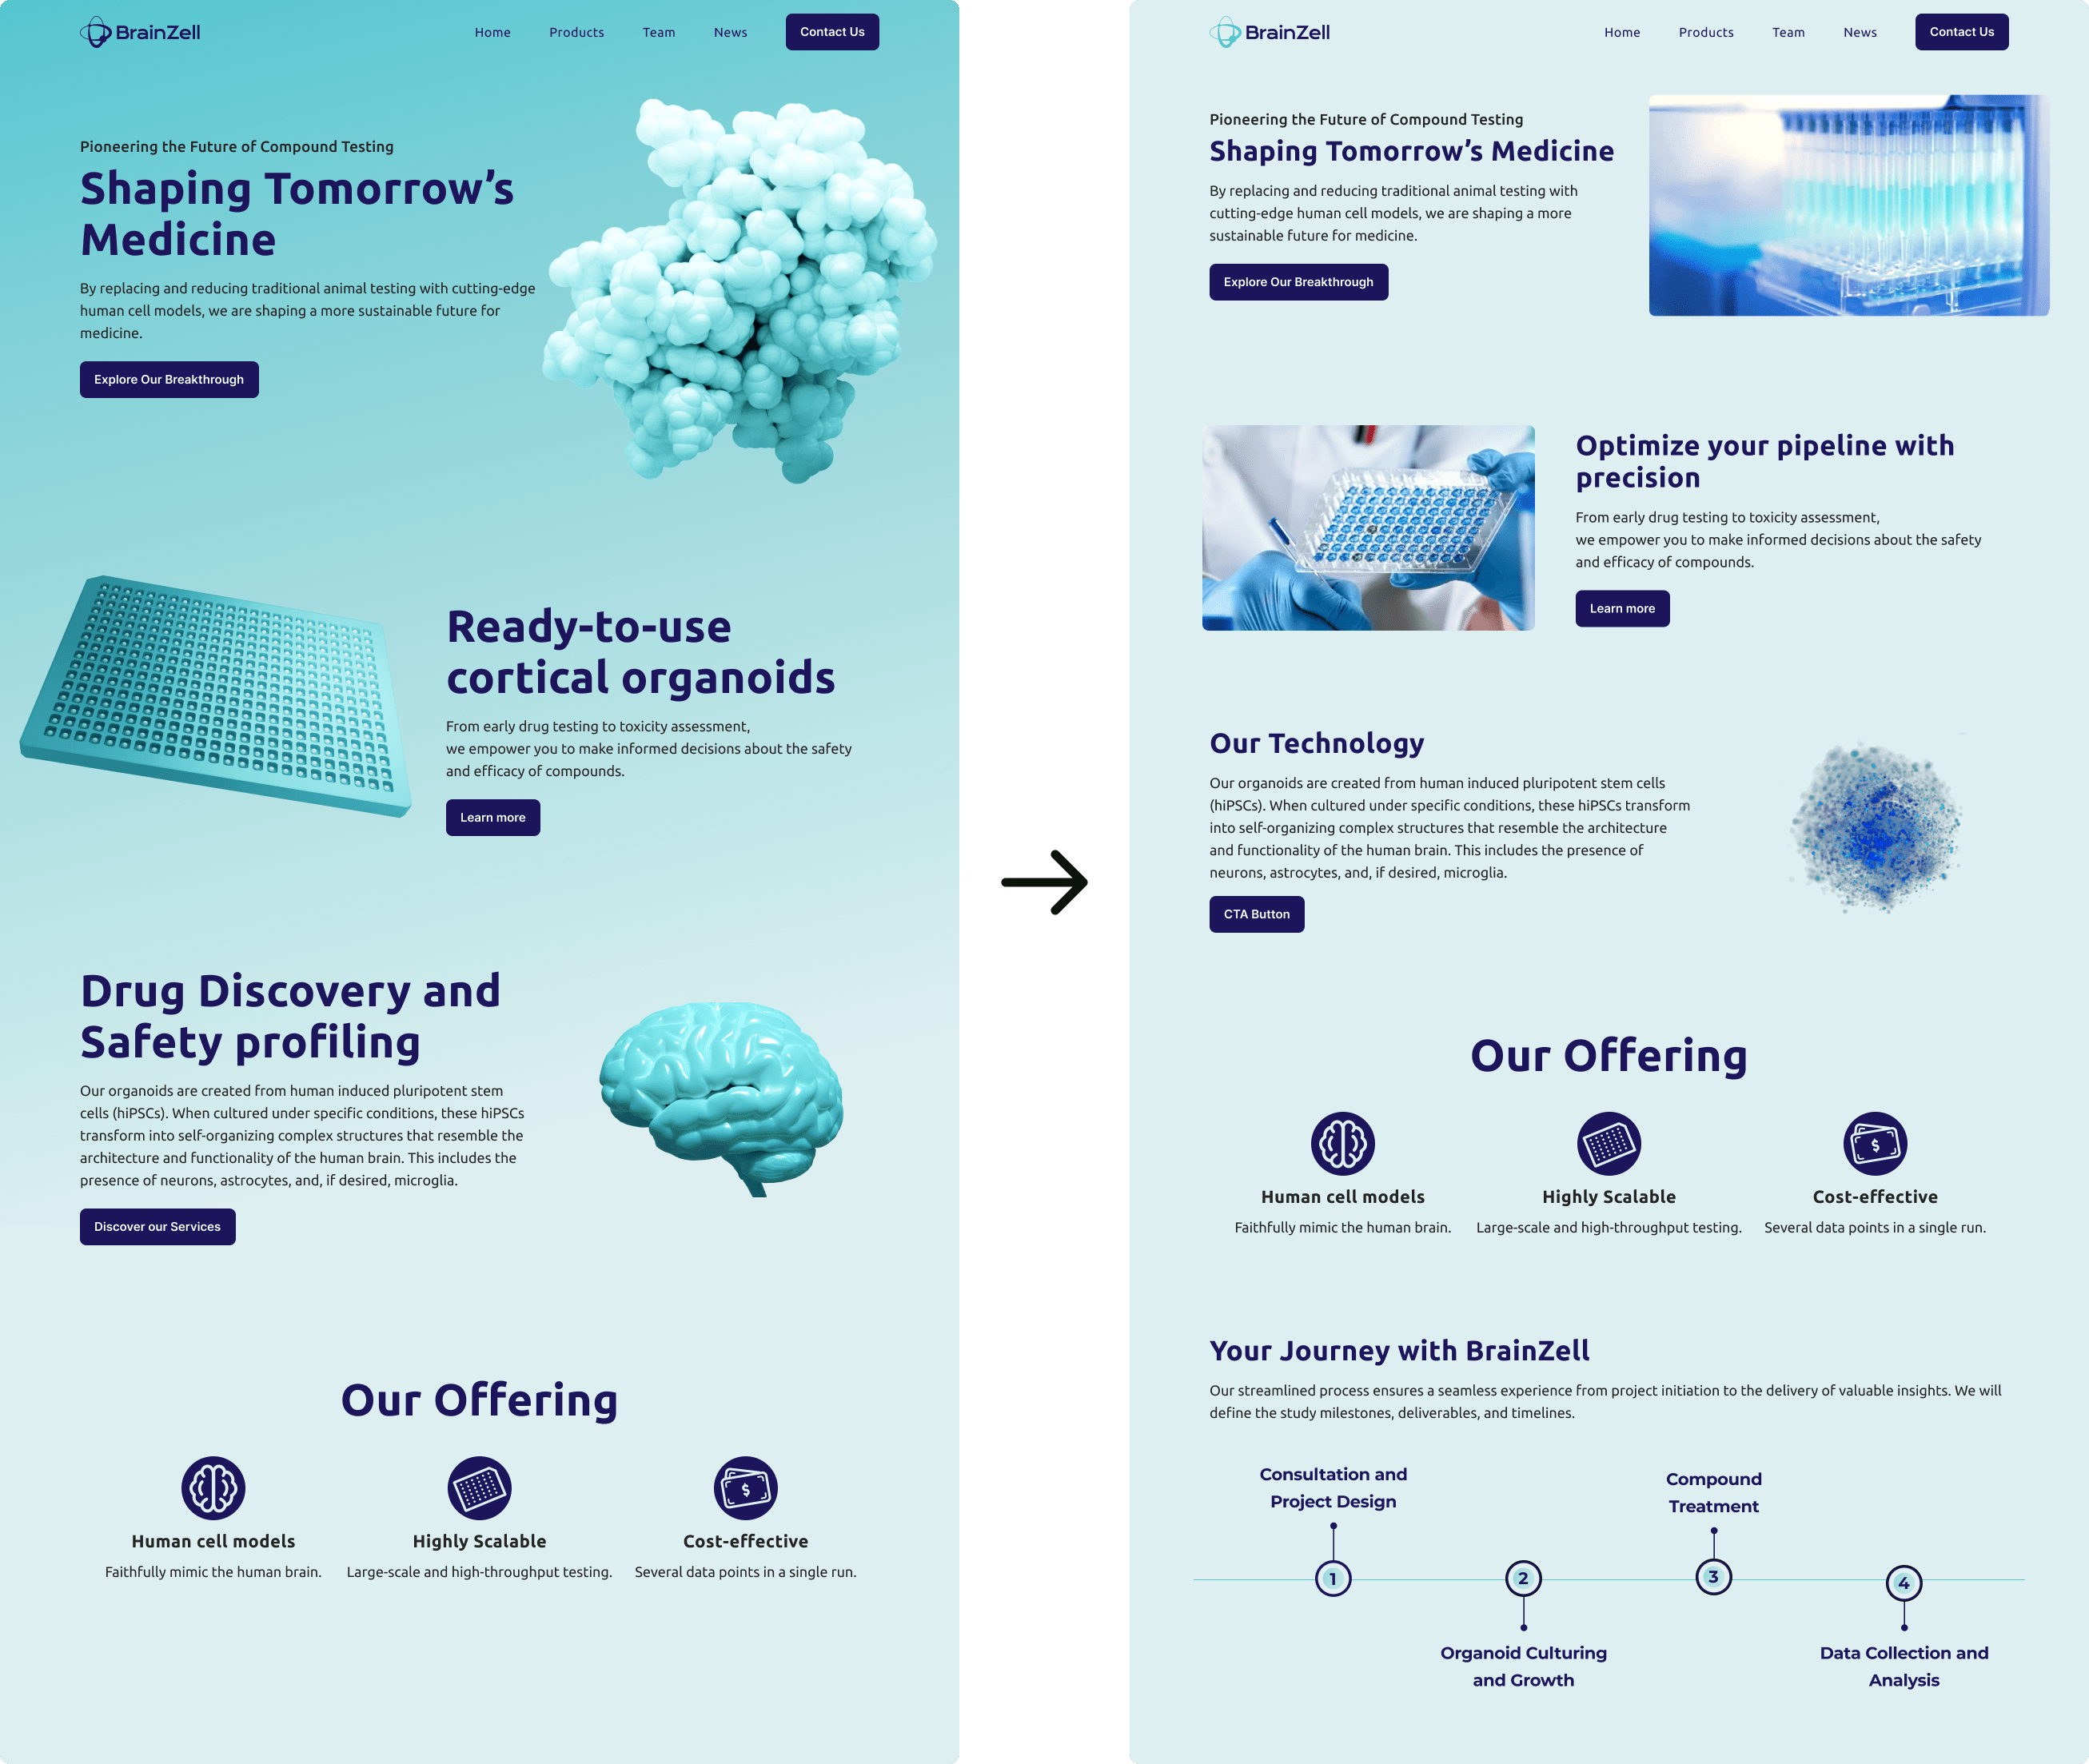 BrainZell
Home Products Team News Contact Us
Pioneering the Future of Compound Testing
Shaping Tomorrow’s
Medicine
By replacing and reducing traditional animal testing with cutting-edge
human cell models, we are shaping a more sustainable future for
medicine.
Explore Our Breakthrough
Ready-to-use
cortical organoids
From early drug testing to toxicity assessment,
we empower you to make informed decisions about the safety
and efficacy of compounds.
Learn more
Drug Discovery and
Safety profiling
Our organoids are created from human induced pluripotent stem
cells (hiPSCs). When cultured under specific conditions, these hiPSCs
transform into self-organizing complex structures that resemble the
architecture and functionality of the human brain. This includes the
presence of neurons, astrocytes, and, if desired, microglia.
Discover our Services
Our Offering
$
Human cell models Highly Scalable Cost-effective
Faithfully mimic the human brain. Large-scale and high-throughput testing. Several data points in a single run.
BrainZell
Home Products Team News Contact Us
Pioneering the Future of Compound Testing
Shaping Tomorrow’s Medicine
By replacing and reducing traditional animal testing with
cutting-edge human cell models, we are shaping a more
sustainable future for medicine.
Explore Our Breakthrough
Optimize your pipeline with
precision
From early drug testing to toxicity assessment,
we empower you to make informed decisions about the safety
and efficacy of compounds.
Learn more
Our Technology
Our organoids are created from human induced pluripotent stem cells
(hiPSCs). When cultured under specific conditions, these hiPSCs transform
into self-organizing complex structures that resemble the architecture
and functionality of the human brain. This includes the presence of
neurons, astrocytes, and, if desired, microglia.
CTA Button
Our Offering
$
Human cell models Highly Scalable Cost-effective
Faithfully mimic the human brain. Large-scale and high-throughput testing. Several data points in a single run.
Your Journey with BrainZell
Our streamlined process ensures a seamless experience from project initiation to the delivery of valuable insights. We will
define the study milestones, deliverables, and timelines.
Consultation and
Project Design
Compound
Treatment
1 2 3 4
Organoid Culturing
and Growth
Data Collection and
Analysis